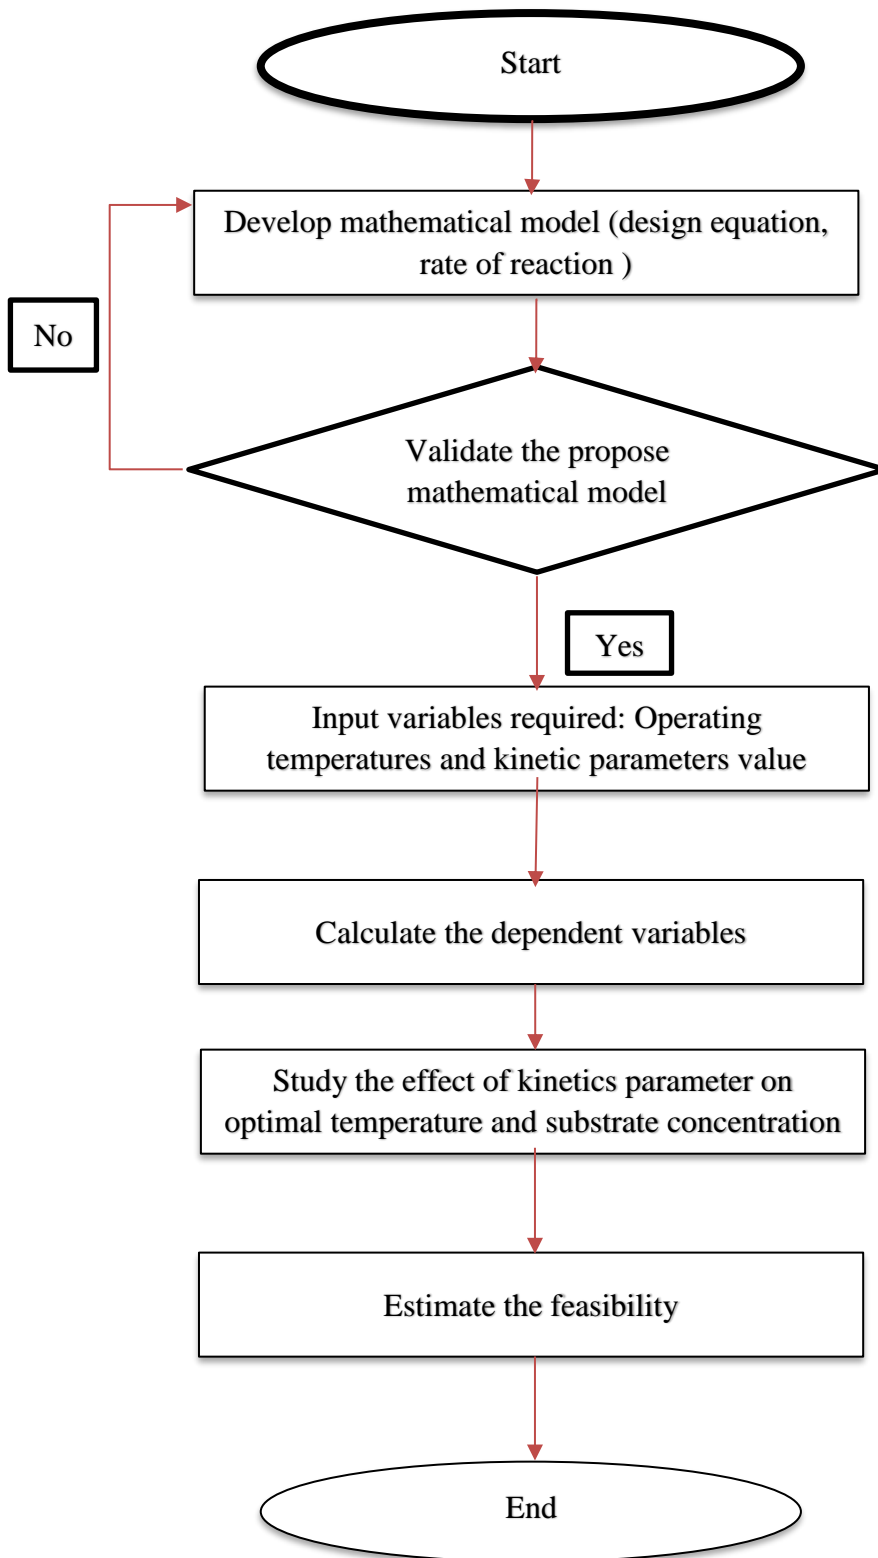 Start
Develop mathematical model (design equation,
rate of reaction )
No
Validate the propose
mathematical model
Yes
Input variables required: Operating
temperatures and kinetic parameters value
Calculate the dependent variables
Study the effect of kinetics parameter on
optimal temperature and substrate concentration
Estimate the feasibility
End